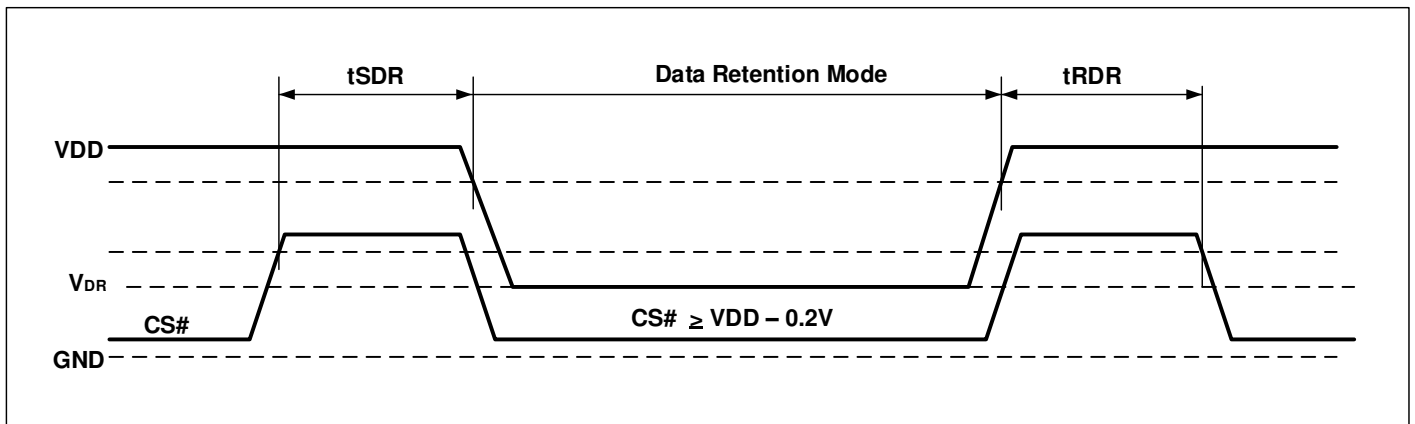 tSDR
Data Retention Mode
tRDR
VDD
VDR
CS# ≥ VDD – 0.2V
CS#
GND